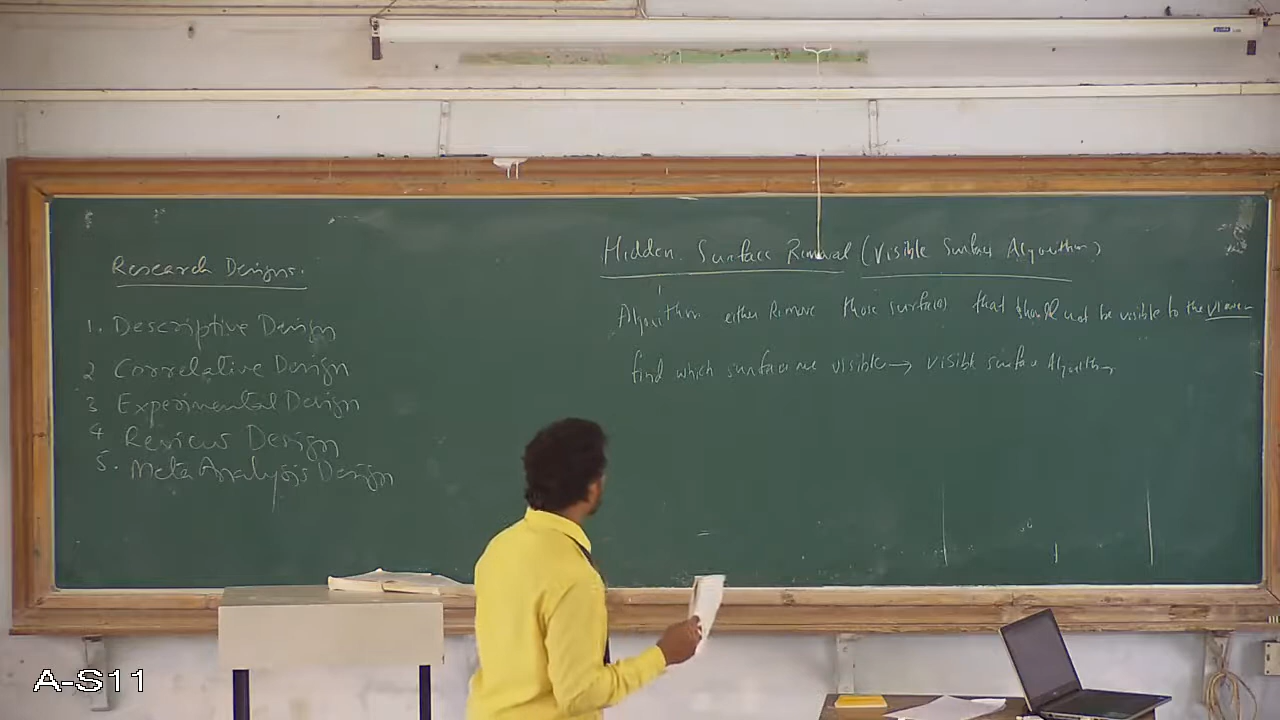 Research Designs.
1. Descriptive Design
2 Correlative Design
3 Experimental Design
4 Review Design
5. Meta Analysis Design
Hidden Surface Removal (Visible Surface Algorithm)
Algorithm either Remove those surfaces that should not be visible to the viewer
find which surface are visible → visible surface Algorithm
A-S11